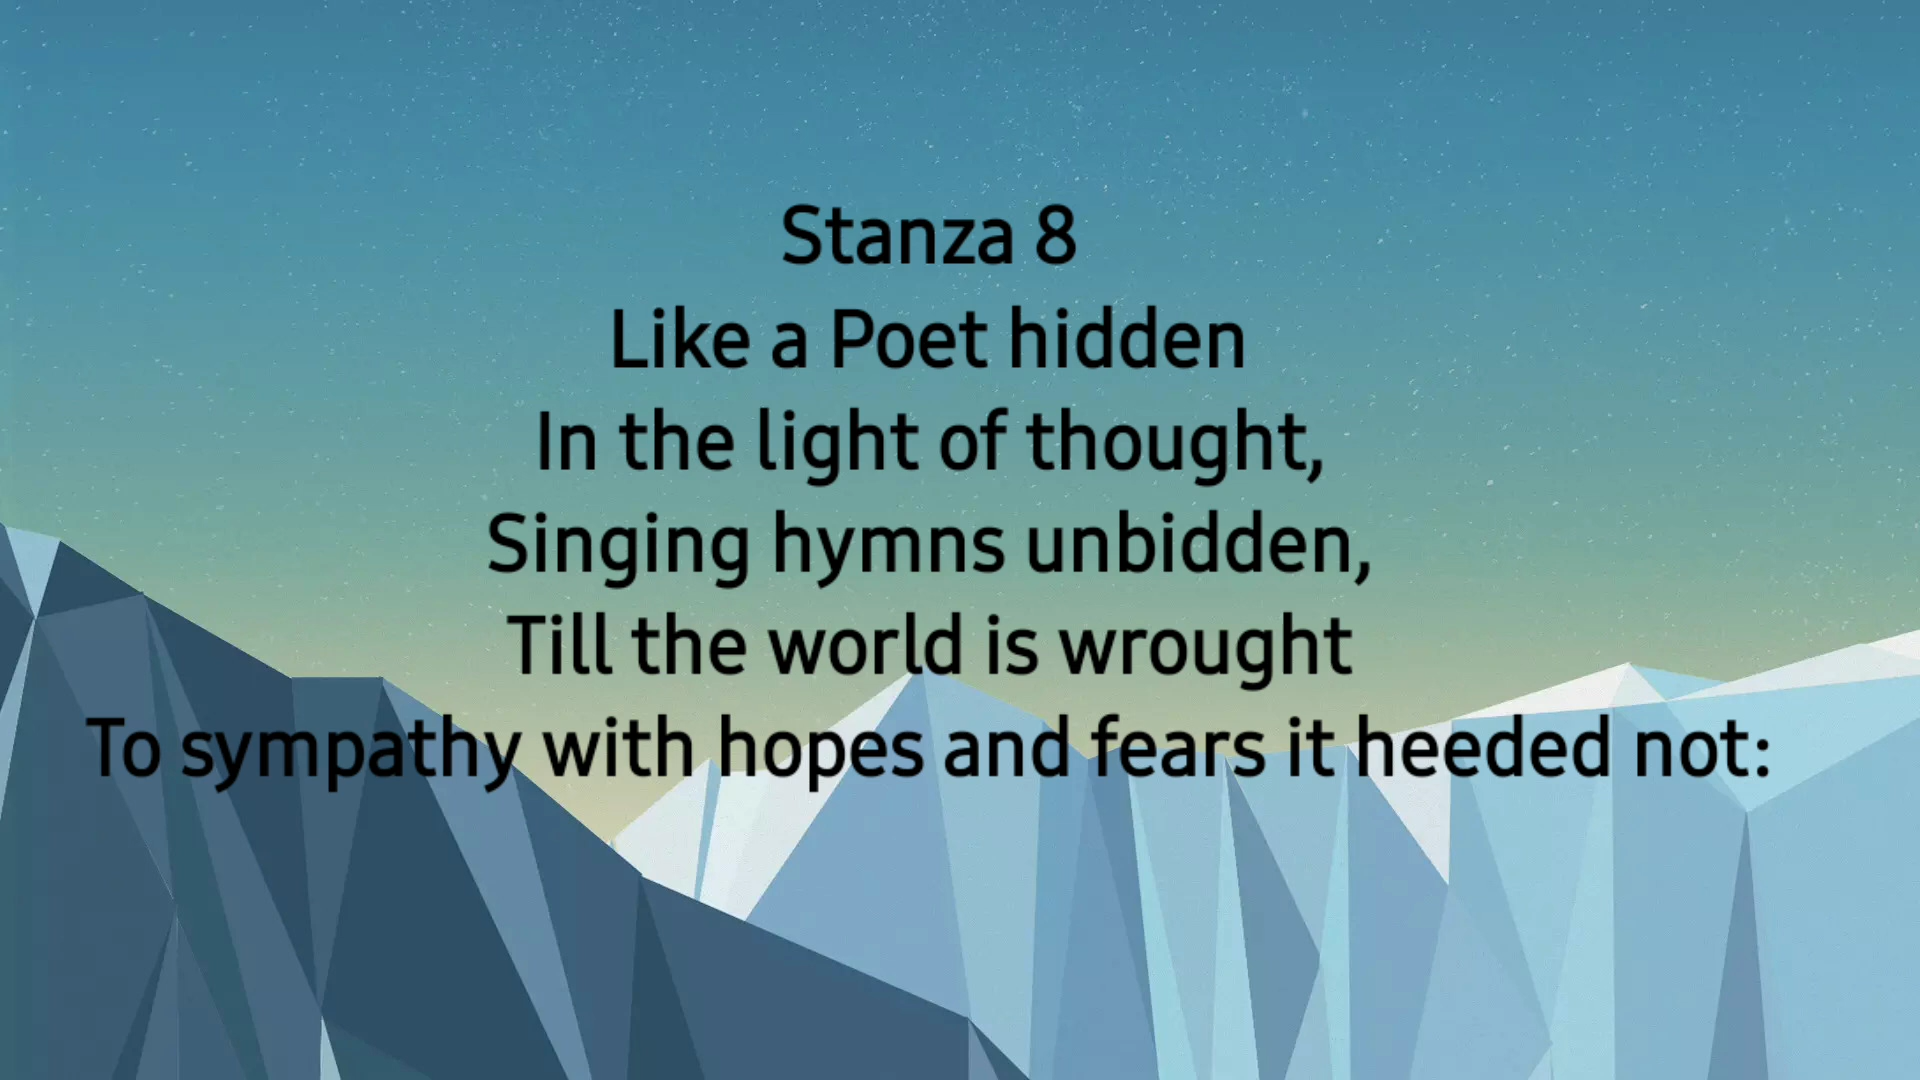 Stanza 8
Like a Poet hidden
In the light of thought,
Singing hymns unbidden,
Till the world is wrought
To sympathy with hopes and fears it heeded not: